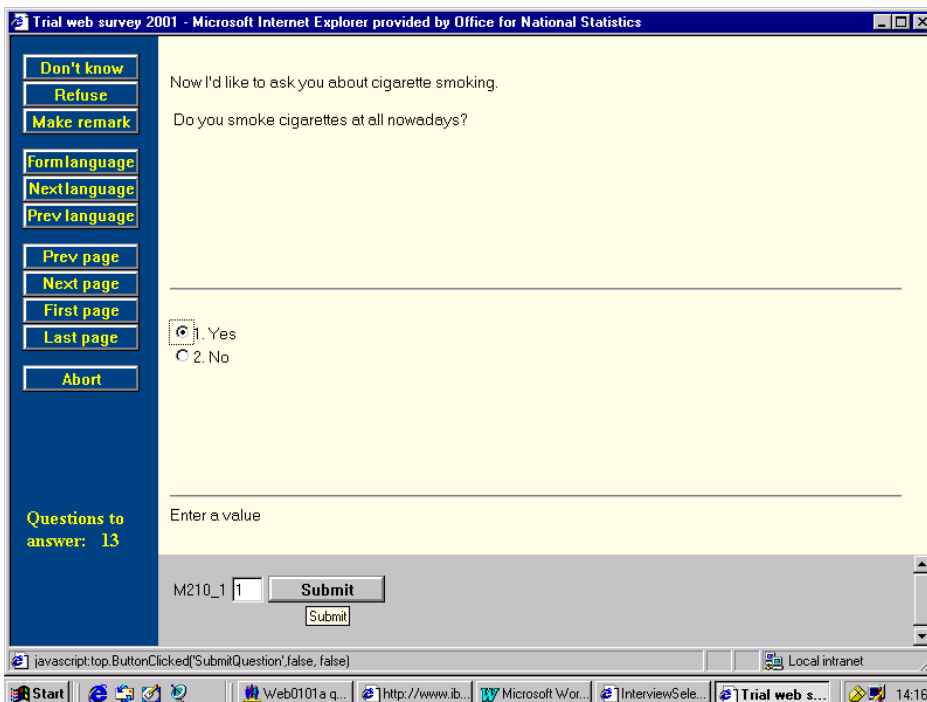 Trial web survey 2001 - Microsoft Internet Explorer provided by Office for National Statistics
Don't know
Refuse
Make remark
Form language
Next language
Prev language
Prev page
Next page
First page
Last page
Abort
Questions to
answer: 13
Now I'd like to ask you about cigarette smoking.
Do you smoke cigarettes at all nowadays?
1. Yes
2. No
Enter a value
M210_1 1 Submit
Submit
javascript:top.ButtonClicked('SubmitQuestion',false, false) Local intranet
Start Web0101a q... http://www.ib... Microsoft Wor... InterviewSele... Trial web s... 14:16